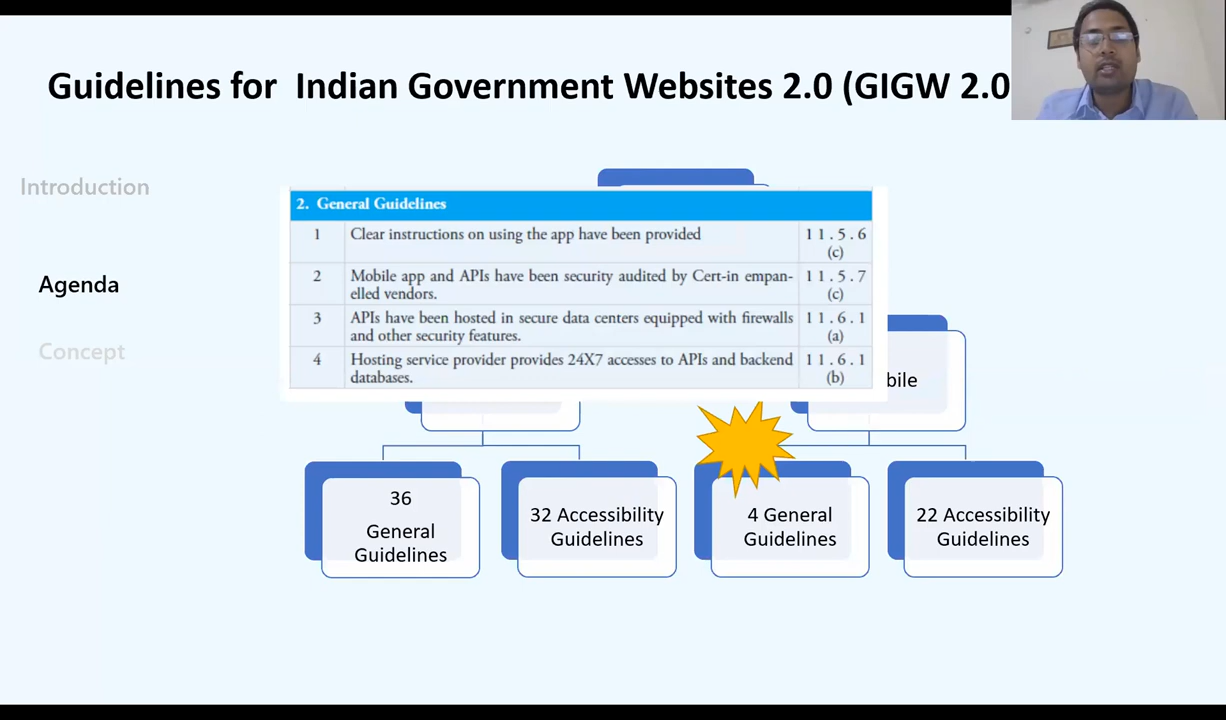 Guidelines for Indian Government Websites 2.0 (GIGW 2.0
Introduction
Agenda
Concept
2. General Guidelines
1 Clear instructions on using the app have been provided 11.5.6
(c)
2 Mobile app and APIs have been security audited by Cert-in empan- 11.5.7
elled vendors. (c)
3 APIs have been hosted in secure data centers equipped with firewalls 11.6.1
and other security features. (a)
4 Hosting service provider provides 24X7 accesses to APIs and backend 11.6.1
databases. (b)
bile
36
General
Guidelines
32 Accessibility
Guidelines
4 General
Guidelines
22 Accessibility
Guidelines